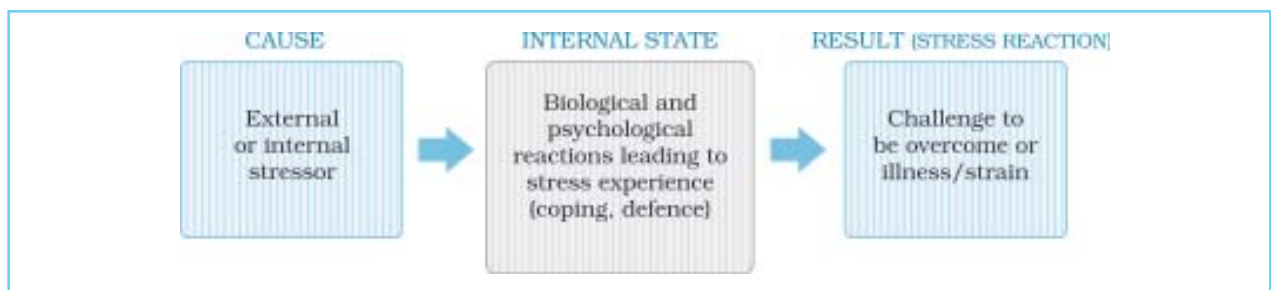 CAUSE
External
or internal
stressor
INTERNAL STATE
Biological and
psychological
reactions leading to
stress experience
(coping, defence)
RESULT (STRESS REACTION)
Challenge to
be overcome or
illness/strain